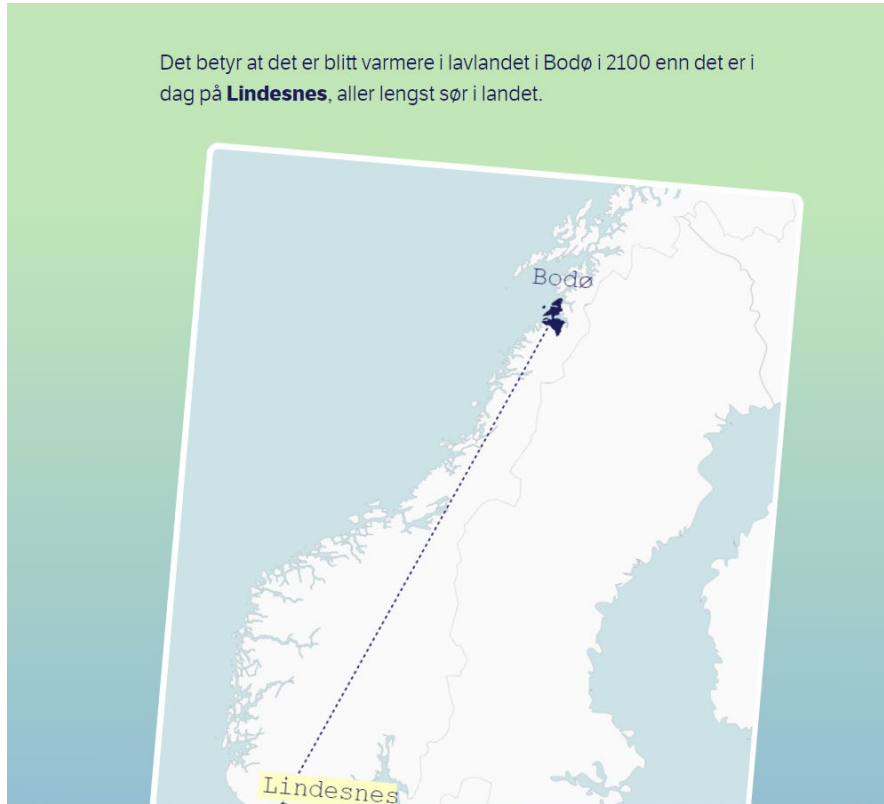 Det betyr at det er blitt varmere i lavlandet i Bodø i 2100 enn det er i
dag på Lindesnes, aller lengst sør i landet.
Bodø
Lindesnes